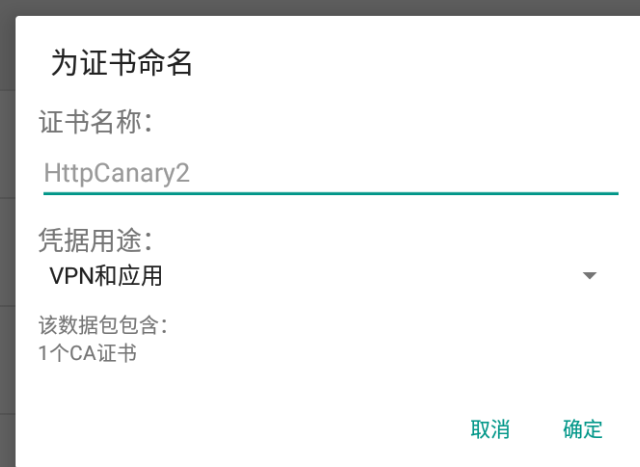 为证书命名
证书名称：
HttpCanary2
凭据用途：
VPN和应用
该数据包包含：
1个CA证书
取消 确定